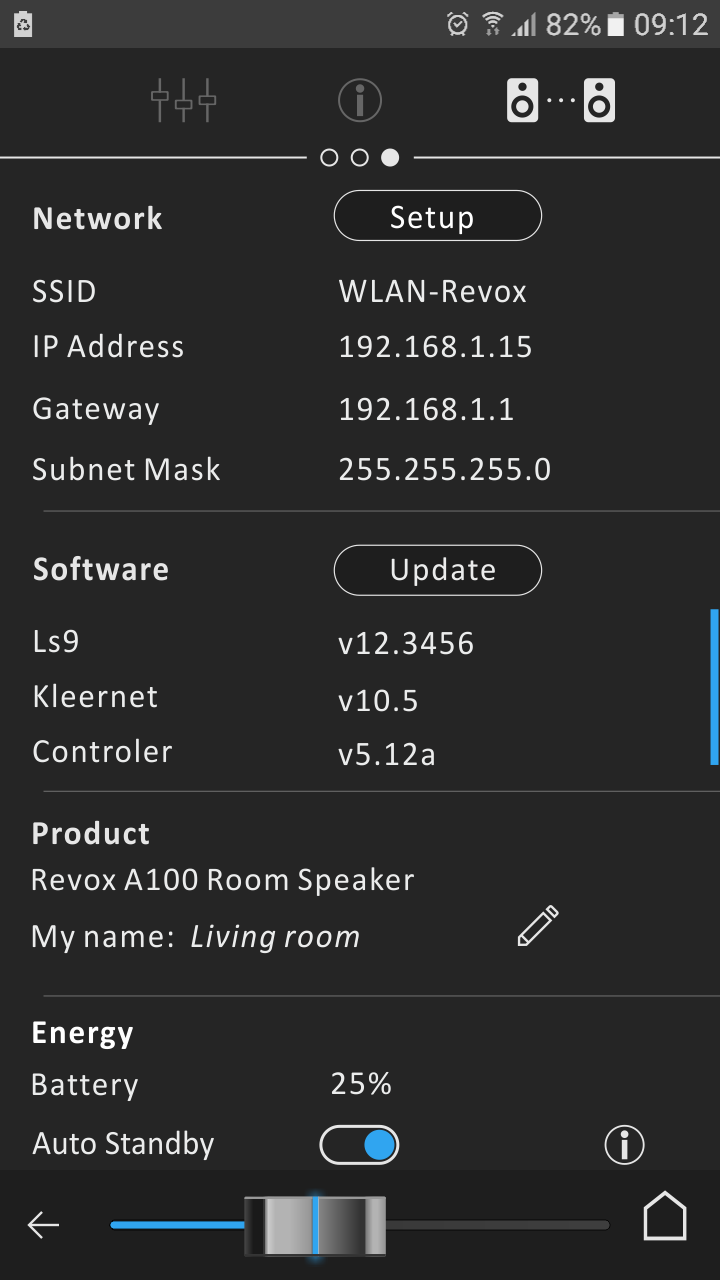 82% 09:12
Network Setup
SSID WLAN-Revox
IP Address 192.168.1.15
Gateway 192.168.1.1
Subnet Mask 255.255.255.0
Software Update
Ls9 v12.3456
Kleernet v10.5
Controler v5.12a
Product
Revox A100 Room Speaker
My name: Living room
Energy
Battery 25%
Auto Standby